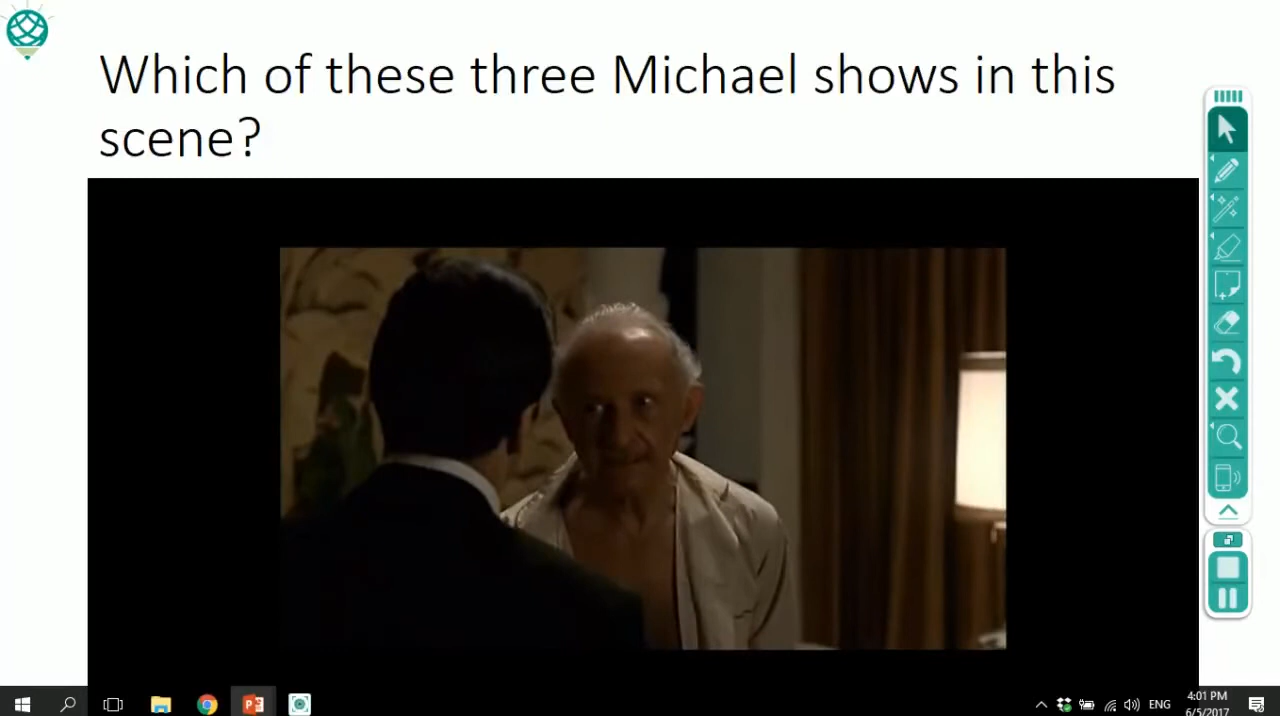 Which of these three Michael shows in this
scene?
ENG
4:01 PM
6/5/2017